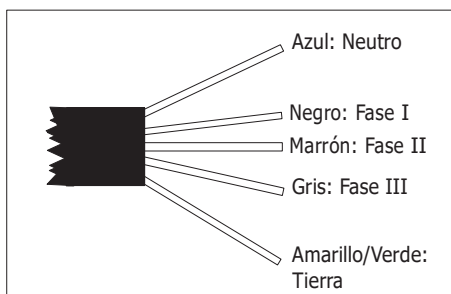 Azul: Neutro
Negro: Fase I
Marrón: Fase II
Gris: Fase III
Amarillo/Verde:
Tierra